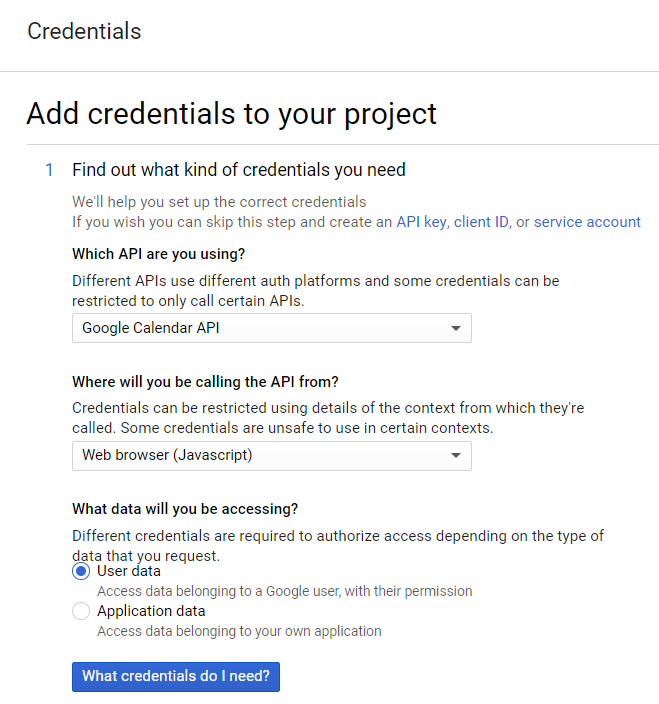 Credentials
Add credentials to your project
1 Find out what kind of credentials you need
We'll help you set up the correct credentials
If you wish you can skip this step and create an API key, client ID, or service account
Which API are you using?
Different APIs use different auth platforms and some credentials can be
restricted to only call certain APIs.
Google Calendar API
Where will you be calling the API from?
Credentials can be restricted using details of the context from which they're
called. Some credentials are unsafe to use in certain contexts.
Web browser (Javascript)
What data will you be accessing?
Different credentials are required to authorize access depending on the type of
data that you request.
User data
Access data belonging to a Google user, with their permission
Application data
Access data belonging to your own application
What credentials do I need?